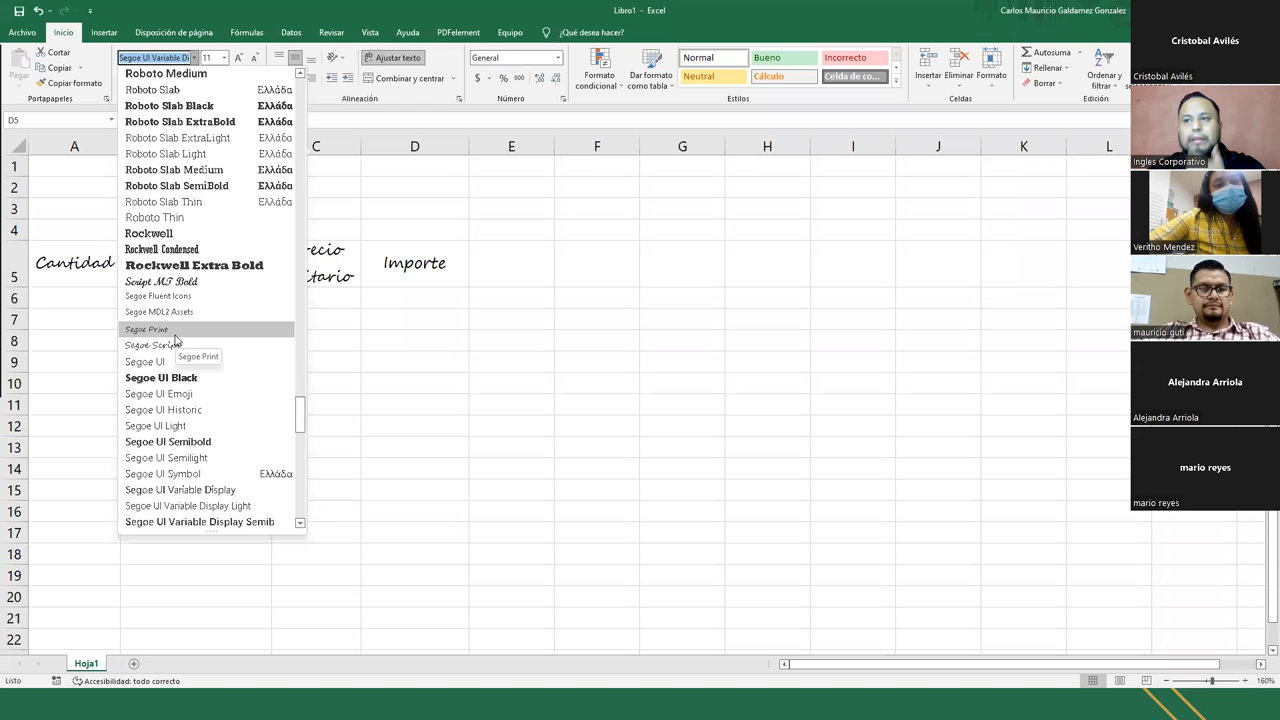 Libro1 - Excel
Carlos Mauricio Galdamez Gonzalez
Archivo Inicio Insertar Disposición de página Fórmulas Datos Revisar Vista Ayuda PDFelement Equipo ¿Qué desea hacer?
Pegar
Cortar
Copiar
Copiar formato
Portapapeles
Segoe UI Variable Di 11
Ajustar texto
Combinar y centrar
Alineación
General
$ % 000
Número
Formato condicional
Dar formato como tabla
Normal Bueno Incorrecto
Neutral Cálculo Celda de co...
Estilos
Insertar Eliminar Formato
Celdas
Autosuma
Rellenar
Borrar
Ordenar y filtrar
Edición
D5
A C D E F G H I J K L
1
2
3
4
5
6
7
8
9
10
11
12
13
14
15
16
17
18
19
20
21
22
Cantidad
Importe
Roboto Medium
Roboto Slab Ελλάδα
Roboto Slab Black Ελλάδα
Roboto Slab ExtraBold Ελλάδα
Roboto Slab ExtraLight Ελλάδα
Roboto Slab Light Ελλάδα
Roboto Slab Medium Ελλάδα
Roboto Slab SemiBold Ελλάδα
Roboto Slab Thin Ελλάδα
Roboto Thin
Rockwell
Rockwell Condensed
Rockwell Extra Bold
Script MT Bold
Segoe Fluent Icons
Segoe MDL2 Assets
Segoe Print
Segoe Script
Segoe Print
Segoe UI
Segoe UI Black
Segoe UI Emoji
Segoe UI Historic
Segoe UI Light
Segoe UI Semibold
Segoe UI Semilight
Segoe UI Symbol Ελλάδα
Segoe UI Variable Display
Segoe UI Variable Display Light
Segoe UI Variable Display Semib
Hoja1
Listo
Accesibilidad: todo correcto
160%
Cristobal Avilés
Cristobal Avilés
Ingles Corporativo
Veritho Mendez
mauricio guti
Alejandra Arriola
Alejandra Arriola
mario reyes
mario reyes